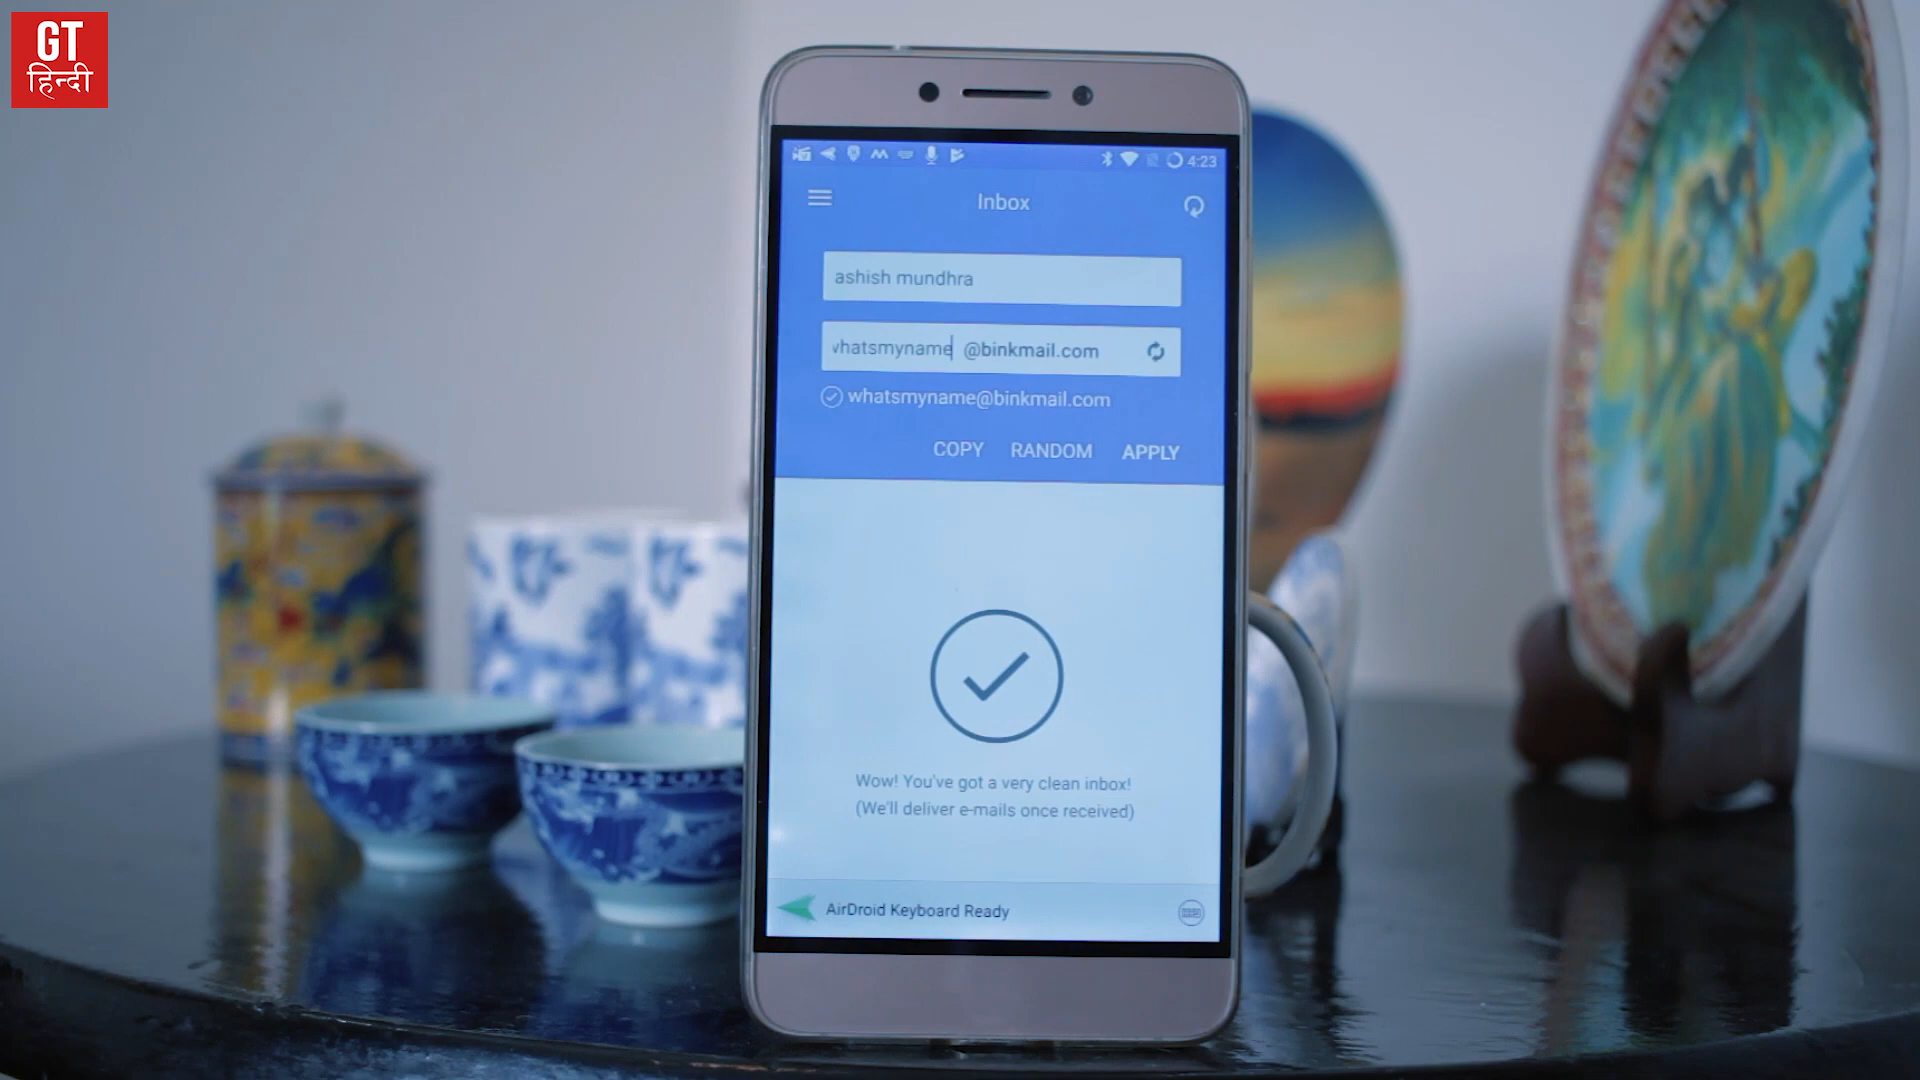 GT
हिन्दी
4:23
Inbox
ashish mundhra
whatsmyname @binkmail.com
whatsmyname@binkmail.com
COPY RANDOM APPLY
Wow! You've got a very clean inbox!
(We'll deliver e-mails once received)
AirDroid Keyboard Ready